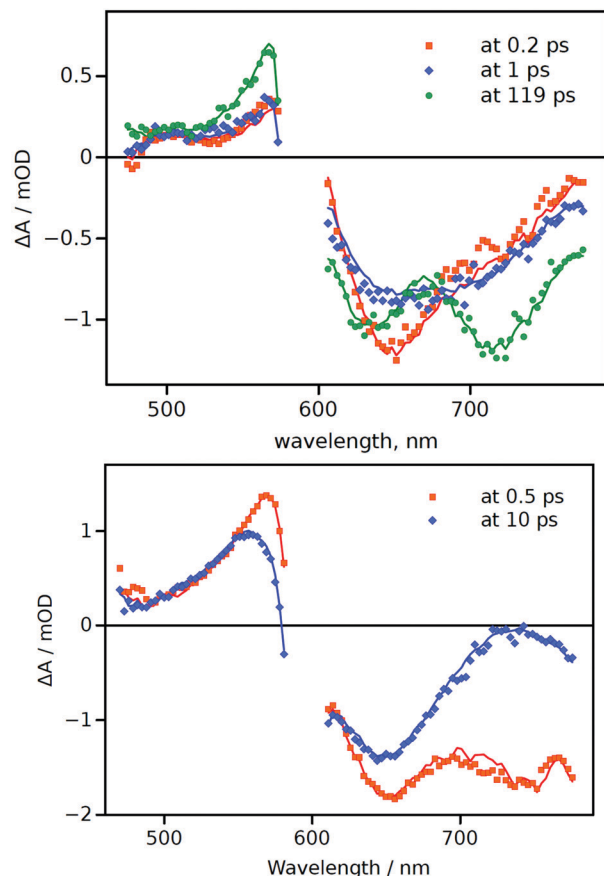 0.5
0
−0.5
−1
ΔA / mOD
at 0.2 ps
at 1 ps
at 119 ps
500
600
700
wavelength, nm
1
0
−1
−2
ΔA / mOD
at 0.5 ps
at 10 ps
500
600
700
Wavelength / nm